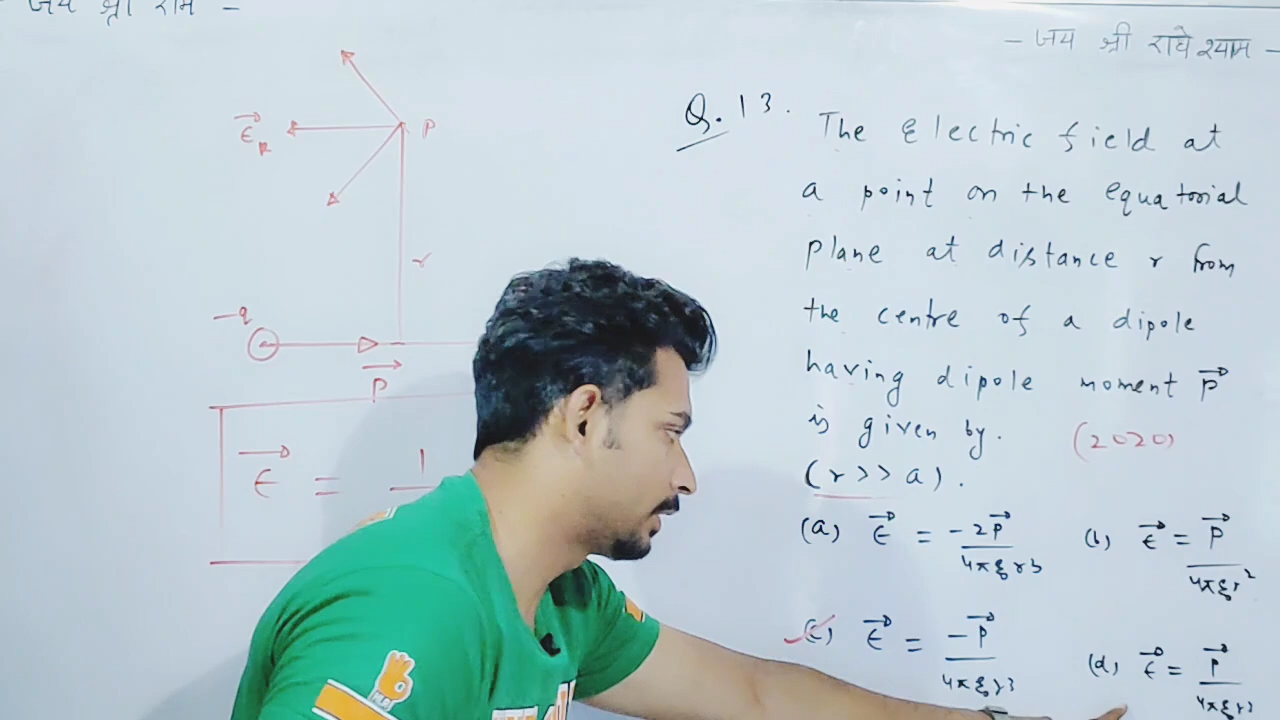 जय श्री राम -
- जय श्री राधे श्याम -
Q.13. The Electric field at
a point on the equatorial
plane at distance r from
the centre of a dipole
having dipole moment P⃗
is given by. (2020)
(r>>a).
(a) E⃗ = -2P⃗ / 4πε₀r3
(b) E⃗ = P⃗ / 4πε₀r²
(c) E⃗ = -P⃗ / 4πε₀r3
(d) E⃗ = P⃗ / 4πε₀r3
E⃗R
P
r
-q
P⃗
E⃗ = 1